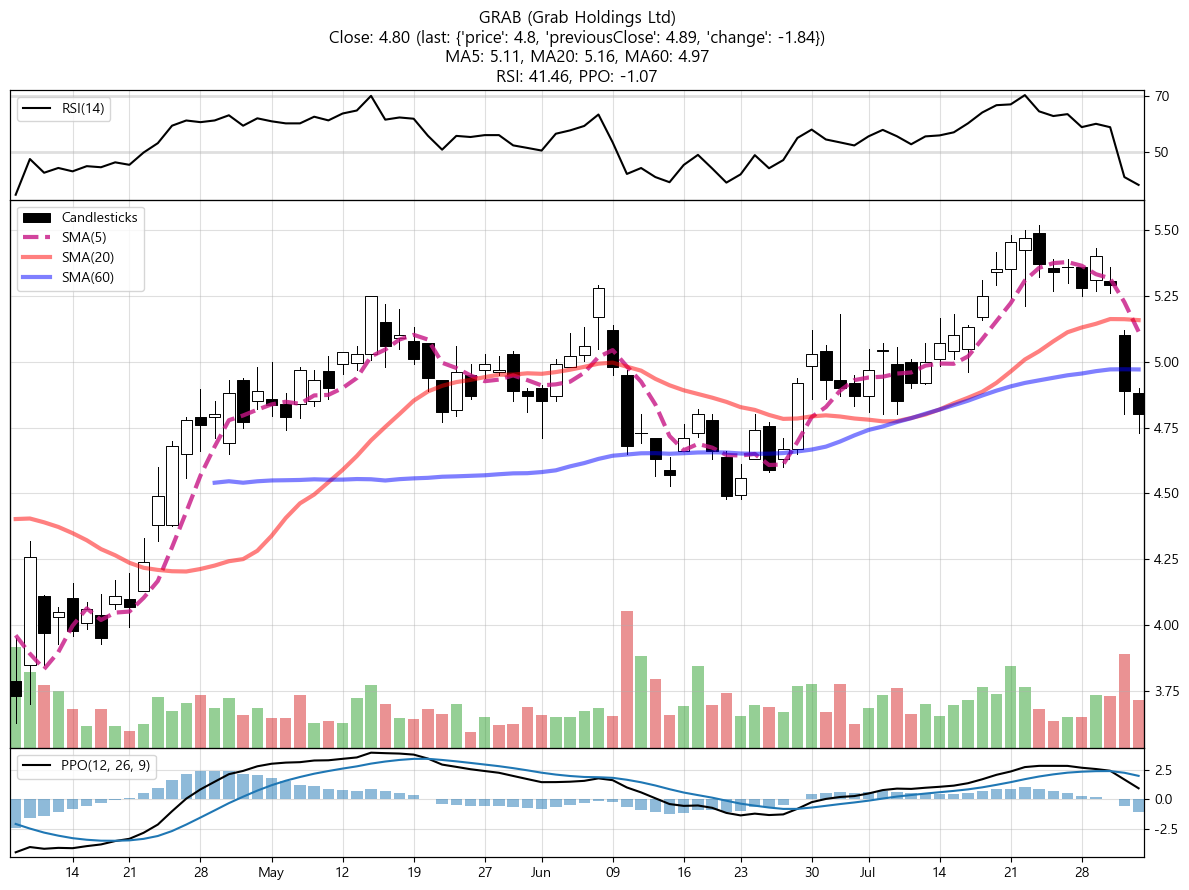 GRAB (Grab Holdings Ltd)
Close: 4.80 (last: {'price': 4.8, 'previousClose': 4.89, 'change': -1.84})
MA5: 5.11, MA20: 5.16, MA60: 4.97
RSI: 41.46, PPO: -1.07
RSI(14)
70
50
Candlesticks
SMA(5)
SMA(20)
SMA(60)
5.50
5.25
5.00
4.75
4.50
4.25
4.00
3.75
PPO(12, 26, 9)
2.5
0.0
−2.5
14 21 28 May 12 19 27 Jun 09 16 23 30 Jul 14 21 28